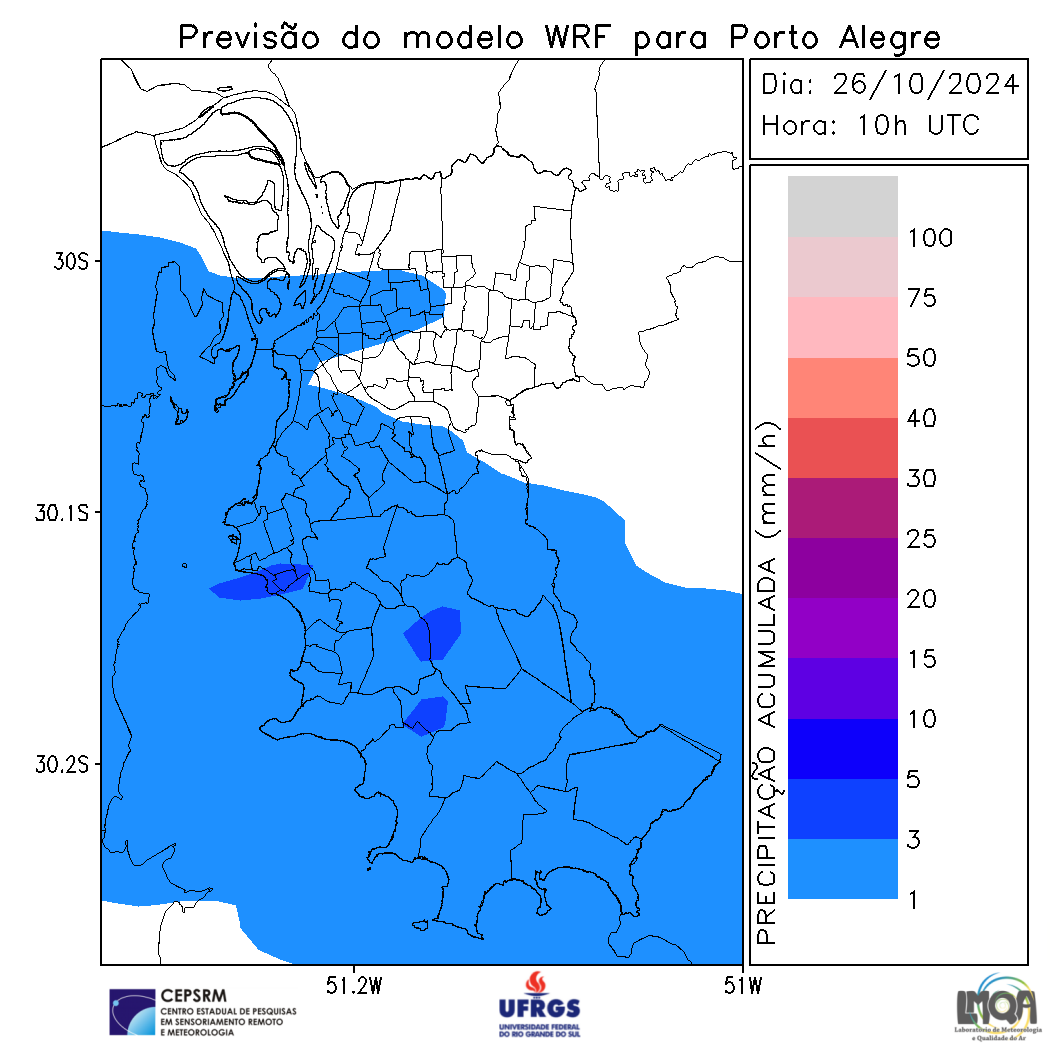 Previsão do modelo WRF para Porto Alegre
Dia: 26/10/2024
Hora: 10h UTC
30S
30.1S
30.2S
51.2W
51W
PRECIPITAÇÃO ACUMULADA (mm/h)
100
75
50
40
30
25
20
15
10
5
3
1
CEPSRM
CENTRO ESTADUAL DE PESQUISAS
EM SENSORIAMENTO REMOTO
E METEOROLOGIA
UFRGS
UNIVERSIDADE FEDERAL
DO RIO GRANDE DO SUL
LMQA
Laboratório de Meteorologia
e Qualidade do Ar